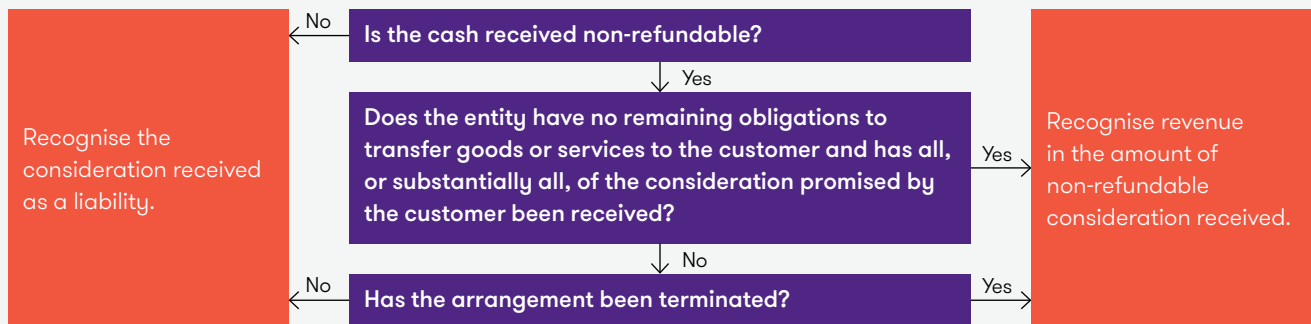 No
Is the cash received non-refundable?
Yes
Does the entity have no remaining obligations to
transfer goods or services to the customer and has all,
or substantially all, of the consideration promised by
the customer been received?
Yes
No
No
Has the arrangement been terminated?
Yes
Recognise the
consideration received
as a liability.
Recognise revenue
in the amount of
non-refundable
consideration received.